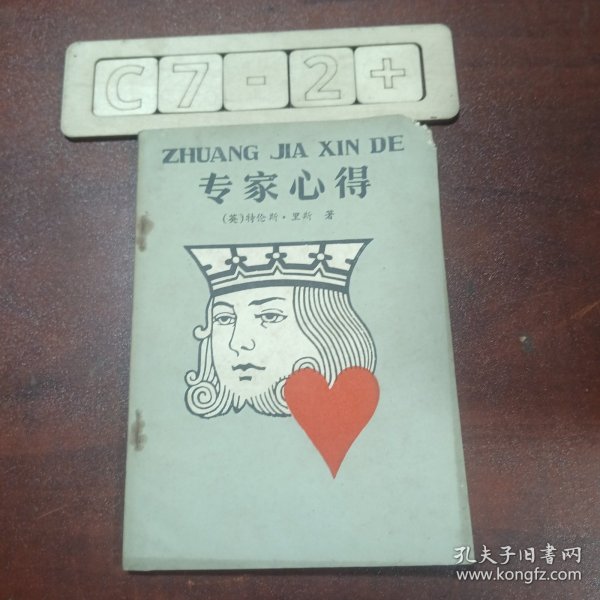 C7-2+
ZHUANG JIA XIN DE
专家心得
(英)特伦斯·里斯 著
孔夫子旧书网
www.kongfz.com